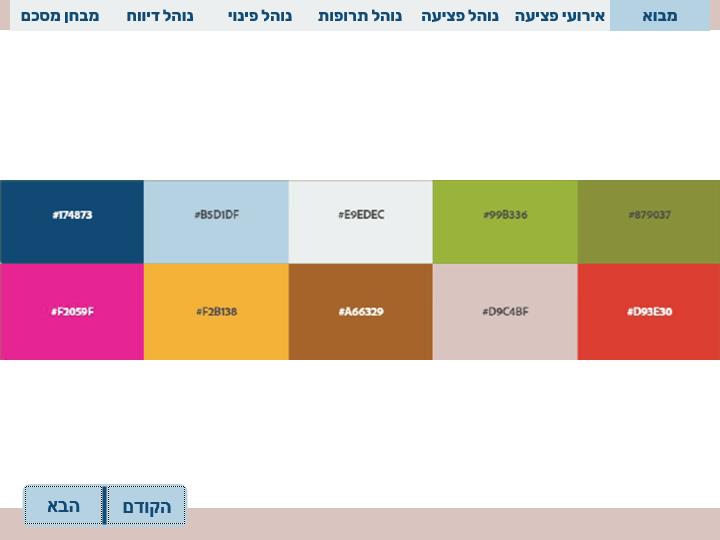 מבוא אירועי פציעה נוהל פציעה נוהל תרופות נוהל פינוי נוהל דיווח מבחן מסכם
#174873 #B5D1DF #E9EDEC #99B336 #879037
#F2059F #F2B138 #A66329 #D9C4BF #D93E30
הקודם הבא